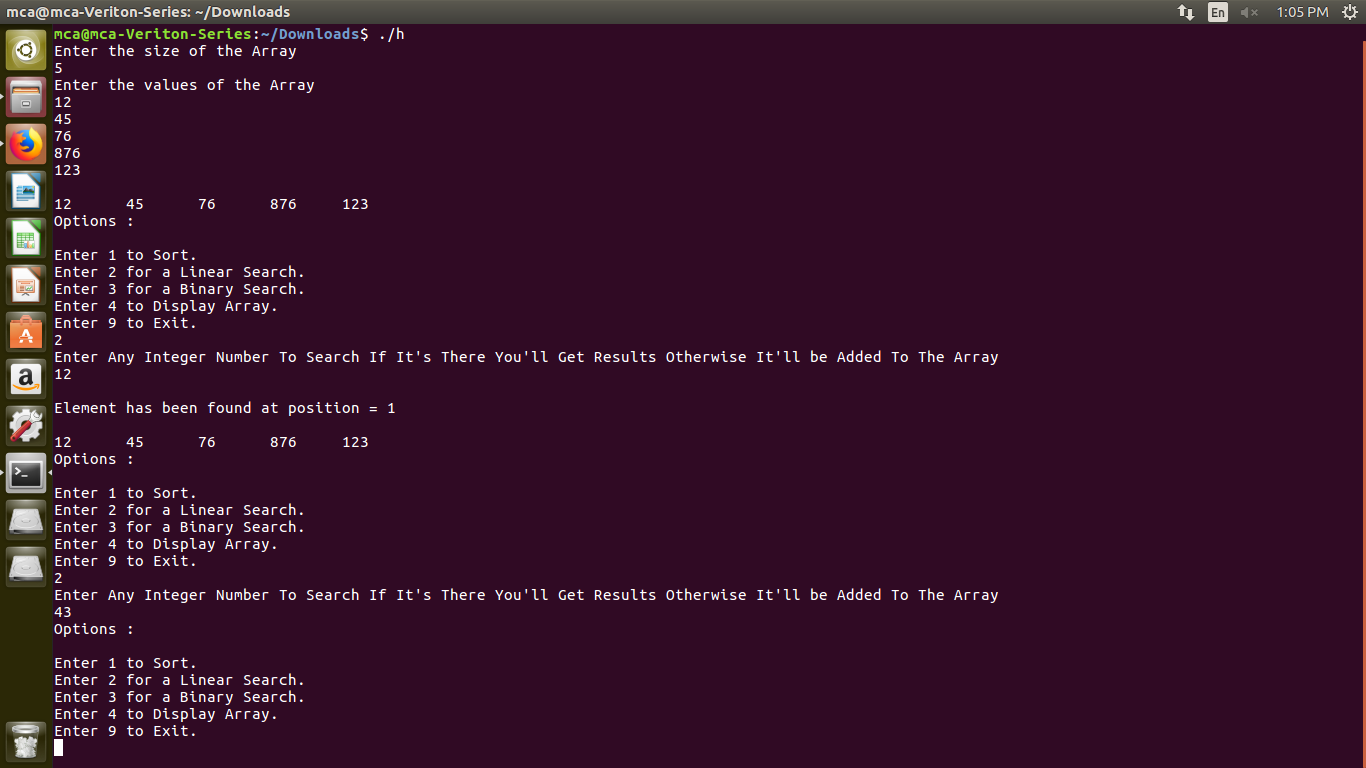 mca@mca-Veriton-Series: ~/Downloads
En
1:05 PM
mca@mca-Veriton-Series:~/Downloads$ ./h
Enter the size of the Array
5
Enter the values of the Array
12
45
76
876
123
12 45 76 876 123
Options :
Enter 1 to Sort.
Enter 2 for a Linear Search.
Enter 3 for a Binary Search.
Enter 4 to Display Array.
Enter 9 to Exit.
2
Enter Any Integer Number To Search If It's There You'll Get Results Otherwise It'll be Added To The Array
12
Element has been found at position = 1
12 45 76 876 123
Options :
Enter 1 to Sort.
Enter 2 for a Linear Search.
Enter 3 for a Binary Search.
Enter 4 to Display Array.
Enter 9 to Exit.
2
Enter Any Integer Number To Search If It's There You'll Get Results Otherwise It'll be Added To The Array
43
Options :
Enter 1 to Sort.
Enter 2 for a Linear Search.
Enter 3 for a Binary Search.
Enter 4 to Display Array.
Enter 9 to Exit.